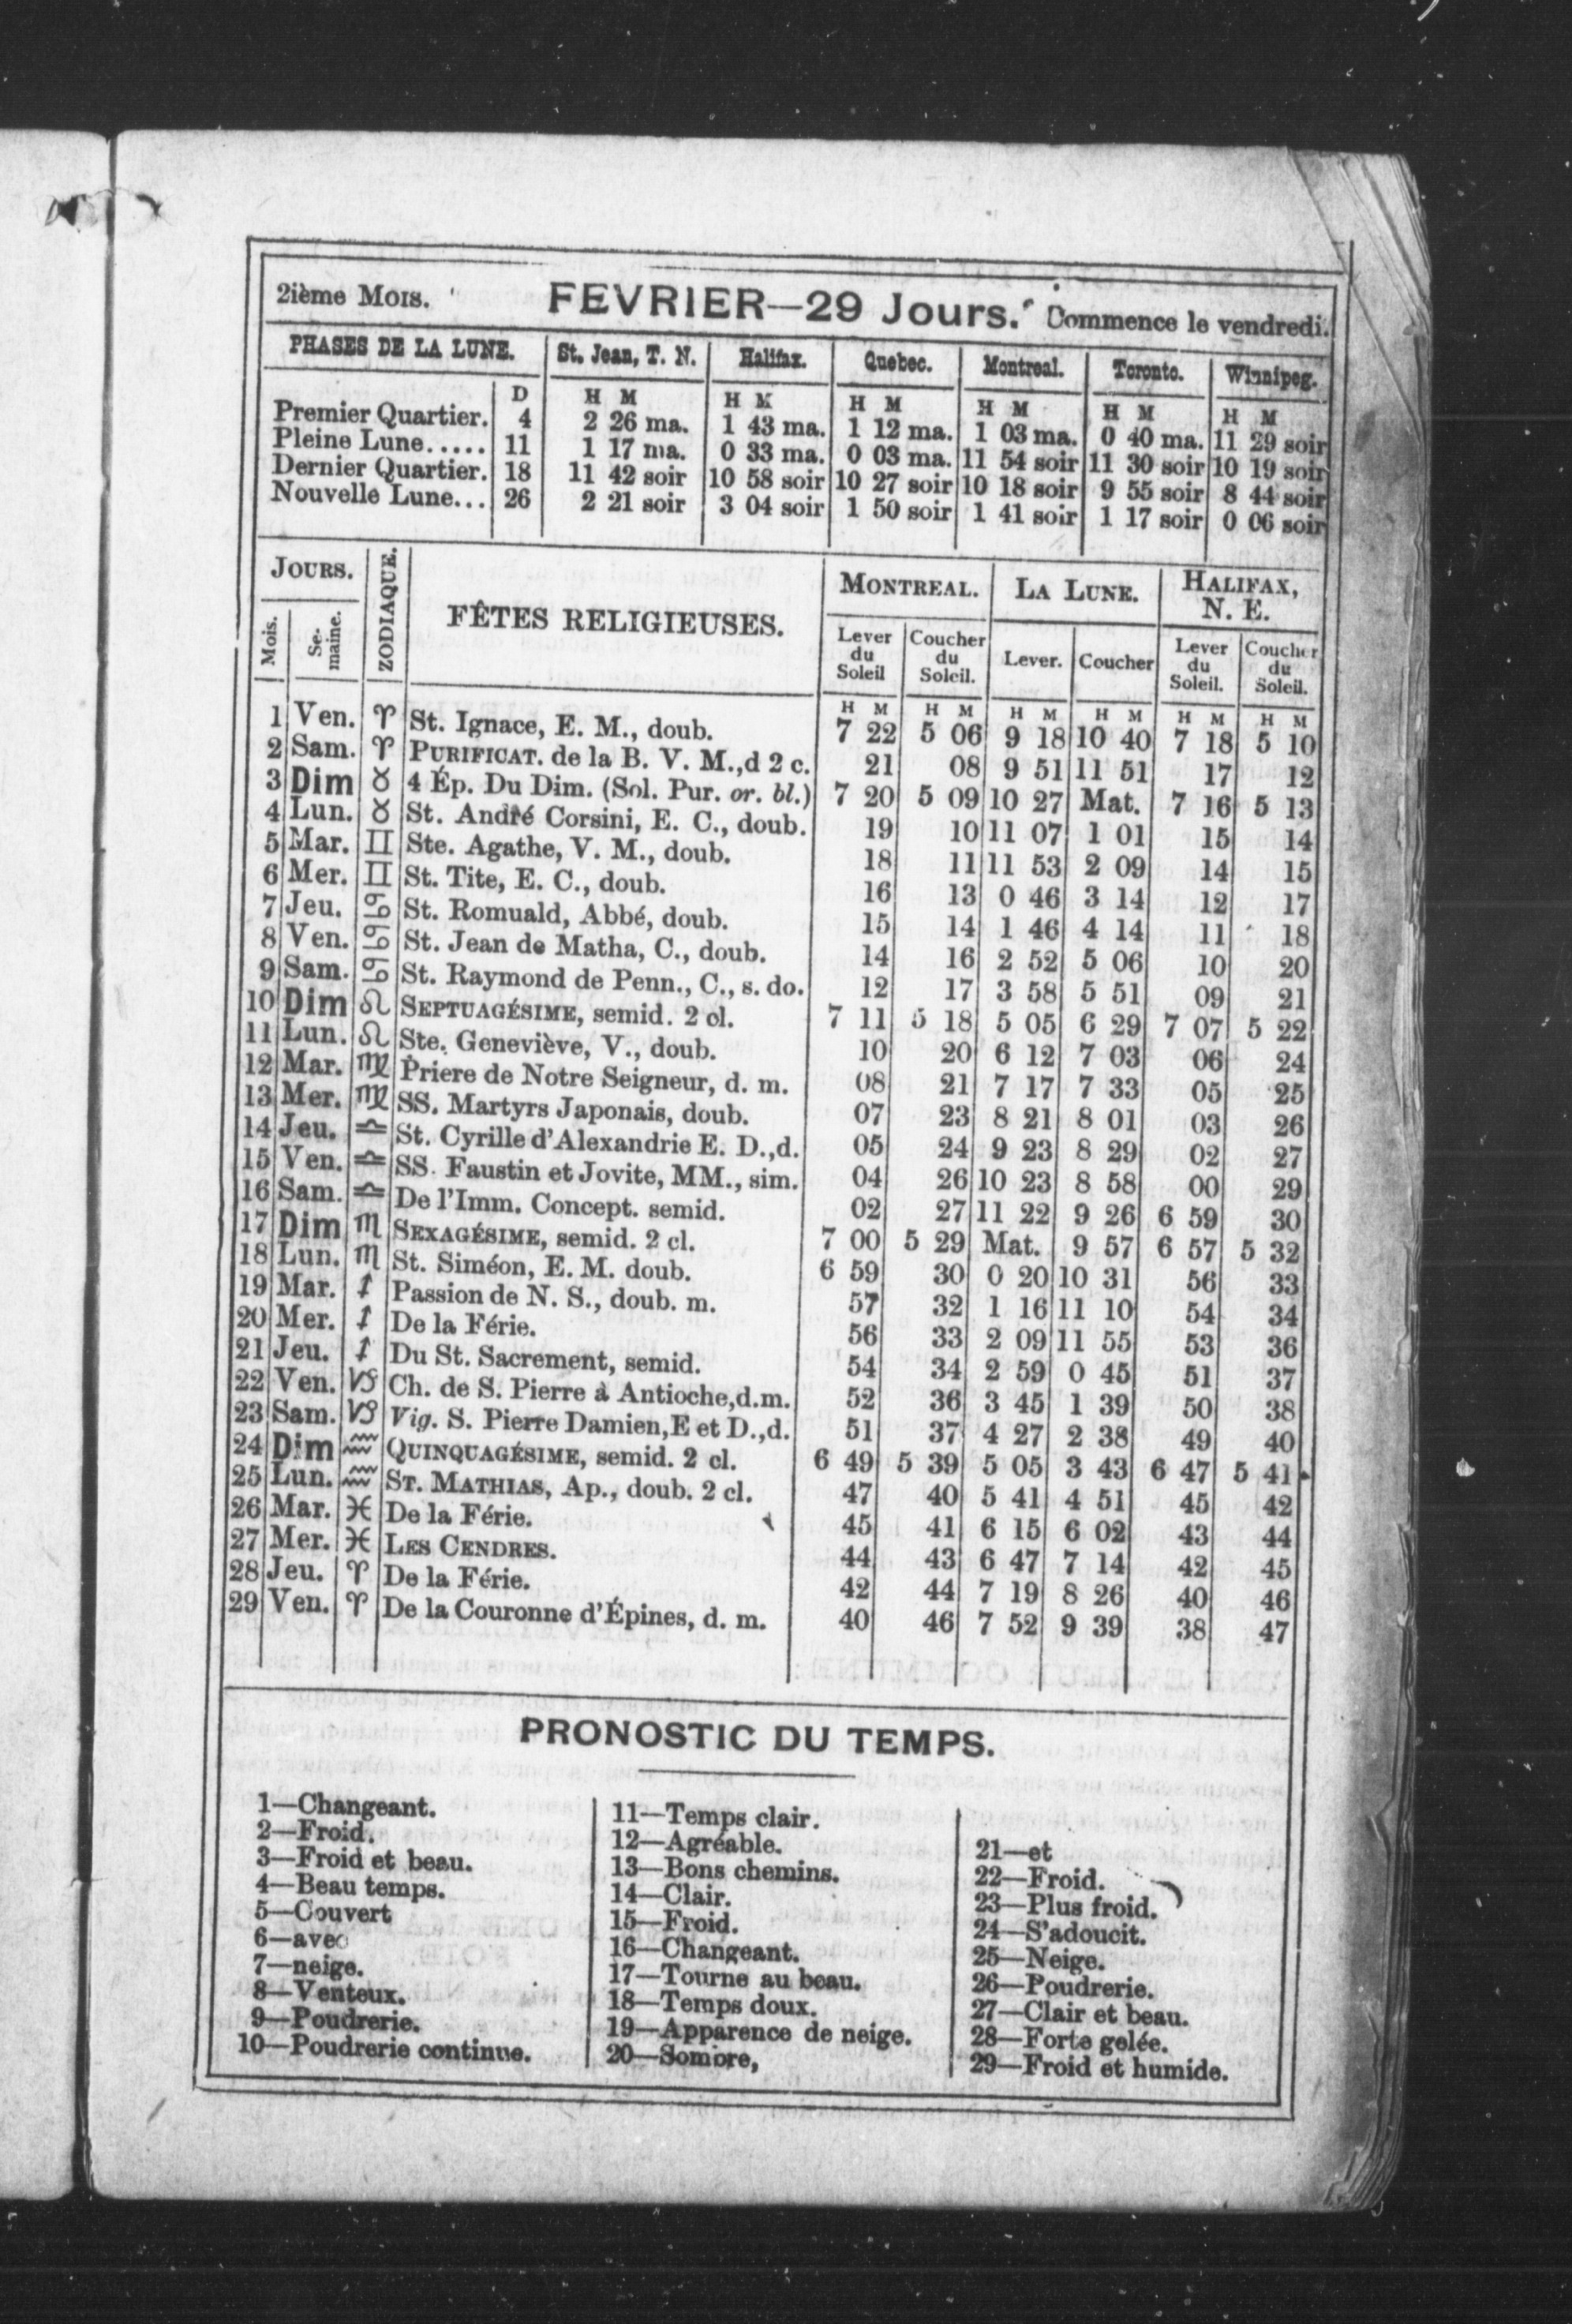 2ième Mois. FEVRIER—29 Jours. Commence le vendredi.
PHASES DE LA LUNE. St. Jean, T. N. Halifax. Quebec. Montreal. Toronto. Winnipeg.
D H M H M H M H M H M H M
Premier Quartier. 4 2 26 ma. 1 43 ma. 1 12 ma. 1 03 ma. 0 40 ma. 11 29 soir
Pleine Lune..... 11 1 17 ma. 0 33 ma. 0 03 ma. 11 54 soir 11 30 soir 10 19 soir
Dernier Quartier. 18 11 42 soir 10 58 soir 10 27 soir 10 18 soir 9 55 soir 8 44 soir
Nouvelle Lune... 26 2 21 soir 3 04 soir 1 50 soir 1 41 soir 1 17 soir 0 06 soir
JOURS. ZODIAQUE. FÊTES RELIGIEUSES. MONTREAL. LA LUNE. HALIFAX, N. E.
Mois. Se-maine. Lever du Soleil Coucher du Soleil. Lever. Coucher Lever du Soleil. Coucher du Soleil.
H M H M H M H M H M H M
1 Ven. ♈ St. Ignace, E. M., doub. 7 22 5 06 9 18 10 40 7 18 5 10
2 Sam. ♈ PURIFICAT. de la B. V. M.,d 2 c. 21 08 9 51 11 51 17 12
3 Dim ♉ 4 Ép. Du Dim. (Sol. Pur. or. bl.) 7 20 5 09 10 27 Mat. 7 16 5 13
4 Lun. ♉ St. André Corsini, E. C., doub. 19 10 11 07 1 01 15 14
5 Mar. ♊ Ste. Agathe, V. M., doub. 18 11 11 53 2 09 14 15
6 Mer. ♊ St. Tite, E. C., doub. 16 13 0 46 3 14 12 17
7 Jeu. ♋ St. Romuald, Abbé, doub. 15 14 1 46 4 14 11 18
8 Ven. ♋ St. Jean de Matha, C., doub. 14 16 2 52 5 06 10 20
9 Sam. ♋ St. Raymond de Penn., C., s. do. 12 17 3 58 5 51 09 21
10 Dim ♌ SEPTUAGÉSIME, semid. 2 cl. 7 11 5 18 5 05 6 29 7 07 5 22
11 Lun. ♌ Ste. Geneviève, V., doub. 10 20 6 12 7 03 06 24
12 Mar. ♍ Priere de Notre Seigneur, d. m. 08 21 7 17 7 33 05 25
13 Mer. ♍ SS. Martyrs Japonais, doub. 07 23 8 21 8 01 03 26
14 Jeu. ♎ St. Cyrille d'Alexandrie E. D.,d. 05 24 9 23 8 29 02 27
15 Ven. ♎ SS. Faustin et Jovite, MM., sim. 04 26 10 23 8 58 00 29
16 Sam. ♎ De l'Imm. Concept. semid. 02 27 11 22 9 26 6 59 30
17 Dim ♏ SEXAGÉSIME, semid. 2 cl. 7 00 5 29 Mat. 9 57 6 57 5 32
18 Lun. ♏ St. Siméon, E. M. doub. 6 59 30 0 20 10 31 56 33
19 Mar. ♐ Passion de N. S., doub. m. 57 32 1 16 11 10 54 34
20 Mer. ♐ De la Férie. 56 33 2 09 11 55 53 36
21 Jeu. ♐ Du St. Sacrement, semid. 54 34 2 59 0 45 51 37
22 Ven. ♑ Ch. de S. Pierre à Antioche,d.m. 52 36 3 45 1 39 50 38
23 Sam. ♑ Vig. S. Pierre Damien,E et D.,d. 51 37 4 27 2 38 49 40
24 Dim ♒ QUINQUAGÉSIME, semid. 2 cl. 6 49 5 39 5 05 3 43 6 47 5 41
25 Lun. ♒ ST. MATHIAS, Ap., doub. 2 cl. 47 40 5 41 4 51 45 42
26 Mar. ♓ De la Férie. 45 41 6 15 6 02 43 44
27 Mer. ♓ LES CENDRES. 44 43 6 47 7 14 42 45
28 Jeu. ♈ De la Férie. 42 44 7 19 8 26 40 46
29 Ven. ♈ De la Couronne d'Épines, d. m. 40 46 7 52 9 39 38 47
PRONOSTIC DU TEMPS.
1—Changeant.
2—Froid.
3—Froid et beau.
4—Beau temps.
5—Couvert
6—avec
7—neige.
8—Venteux.
9—Poudrerie.
10—Poudrerie continue.
11—Temps clair.
12—Agréable.
13—Bons chemins.
14—Clair.
15—Froid.
16—Changeant.
17—Tourne au beau.
18—Temps doux.
19—Apparence de neige.
20—Sombre,
21—et
22—Froid.
23—Plus froid.
24—S'adoucit.
25—Neige.
26—Poudrerie.
27—Clair et beau.
28—Forte gelée.
29—Froid et humide.